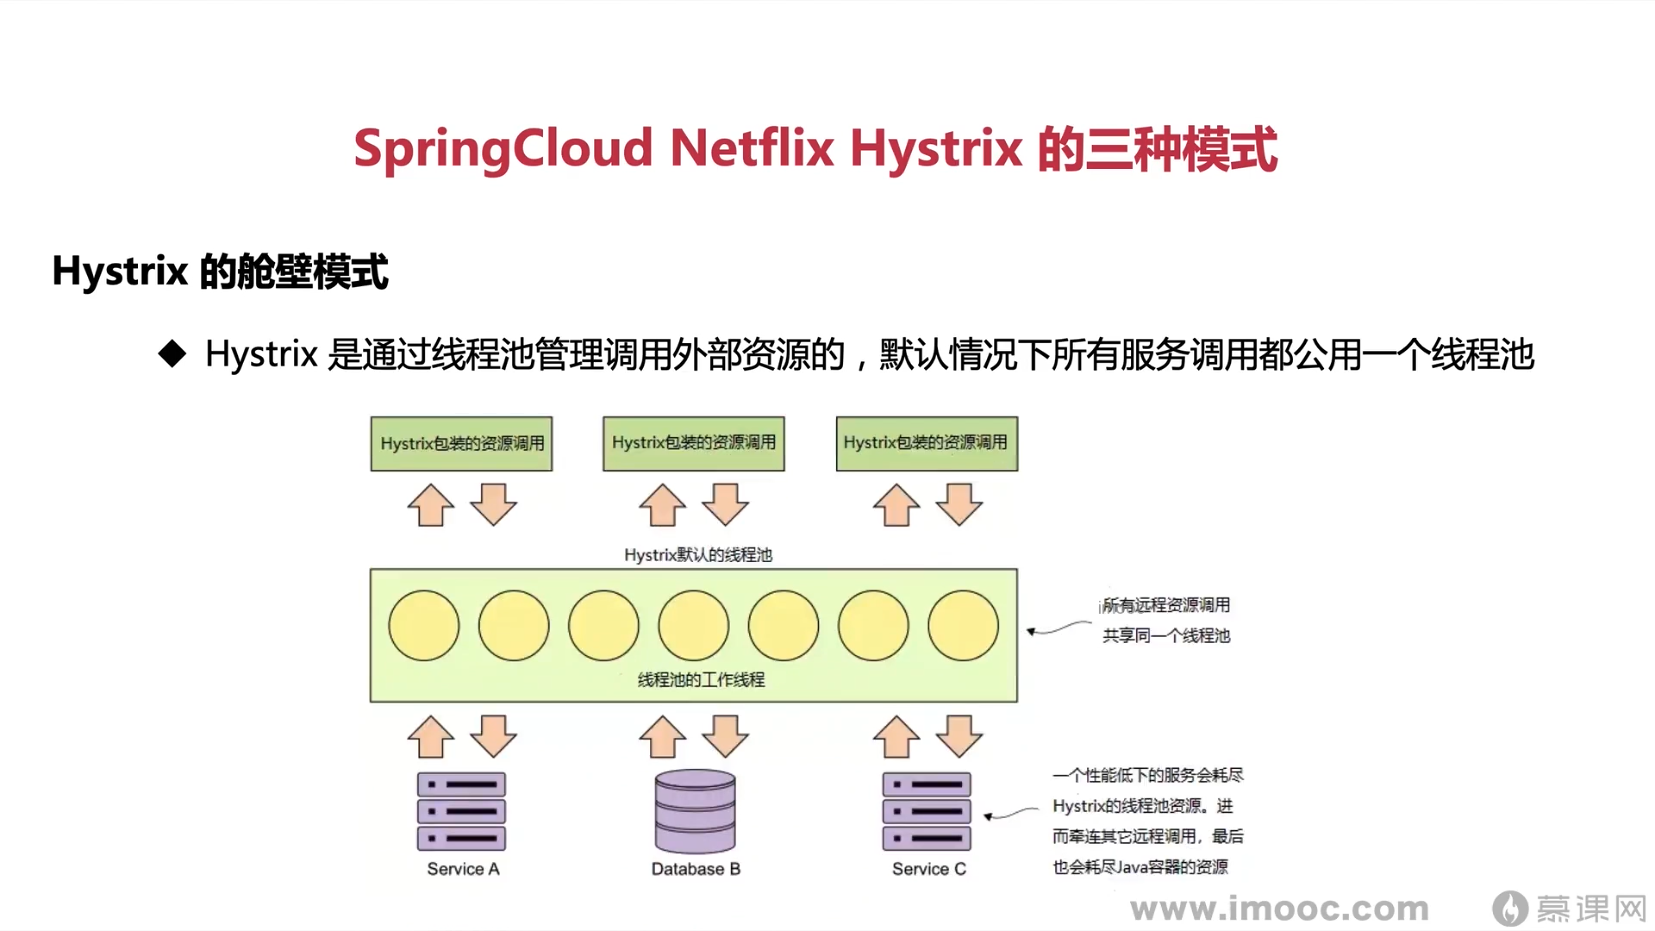 SpringCloud Netflix Hystrix 的三种模式
Hystrix 的舱壁模式
◆ Hystrix 是通过线程池管理调用外部资源的，默认情况下所有服务调用都公用一个线程池
Hystrix包装的资源调用
Hystrix包装的资源调用
Hystrix包装的资源调用
Hystrix默认的线程池
线程池的工作线程
所有远程资源调用
共享同一个线程池
Service A
Database B
Service C
一个性能低下的服务会耗尽
Hystrix的线程池资源。进
而牵连其它远程调用，最后
也会耗尽Java容器的资源
www.imooc.com
慕课网